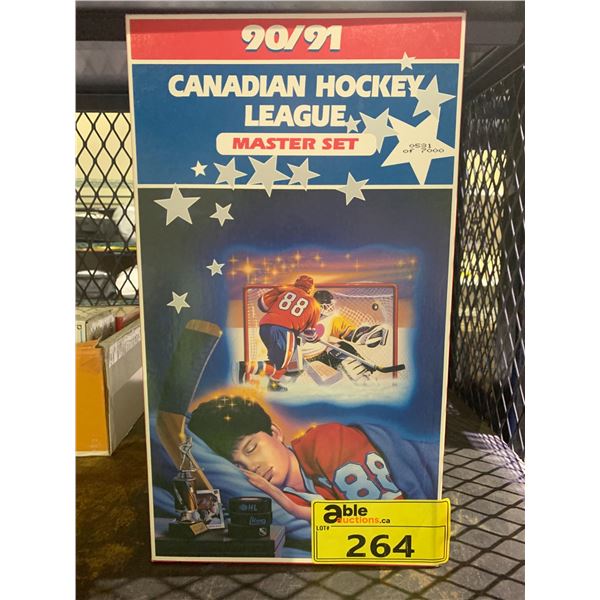 90/91
CANADIAN HOCKEY
LEAGUE
MASTER SET
0531
of 7000
88
88
able
auctions.ca
LOT#
264